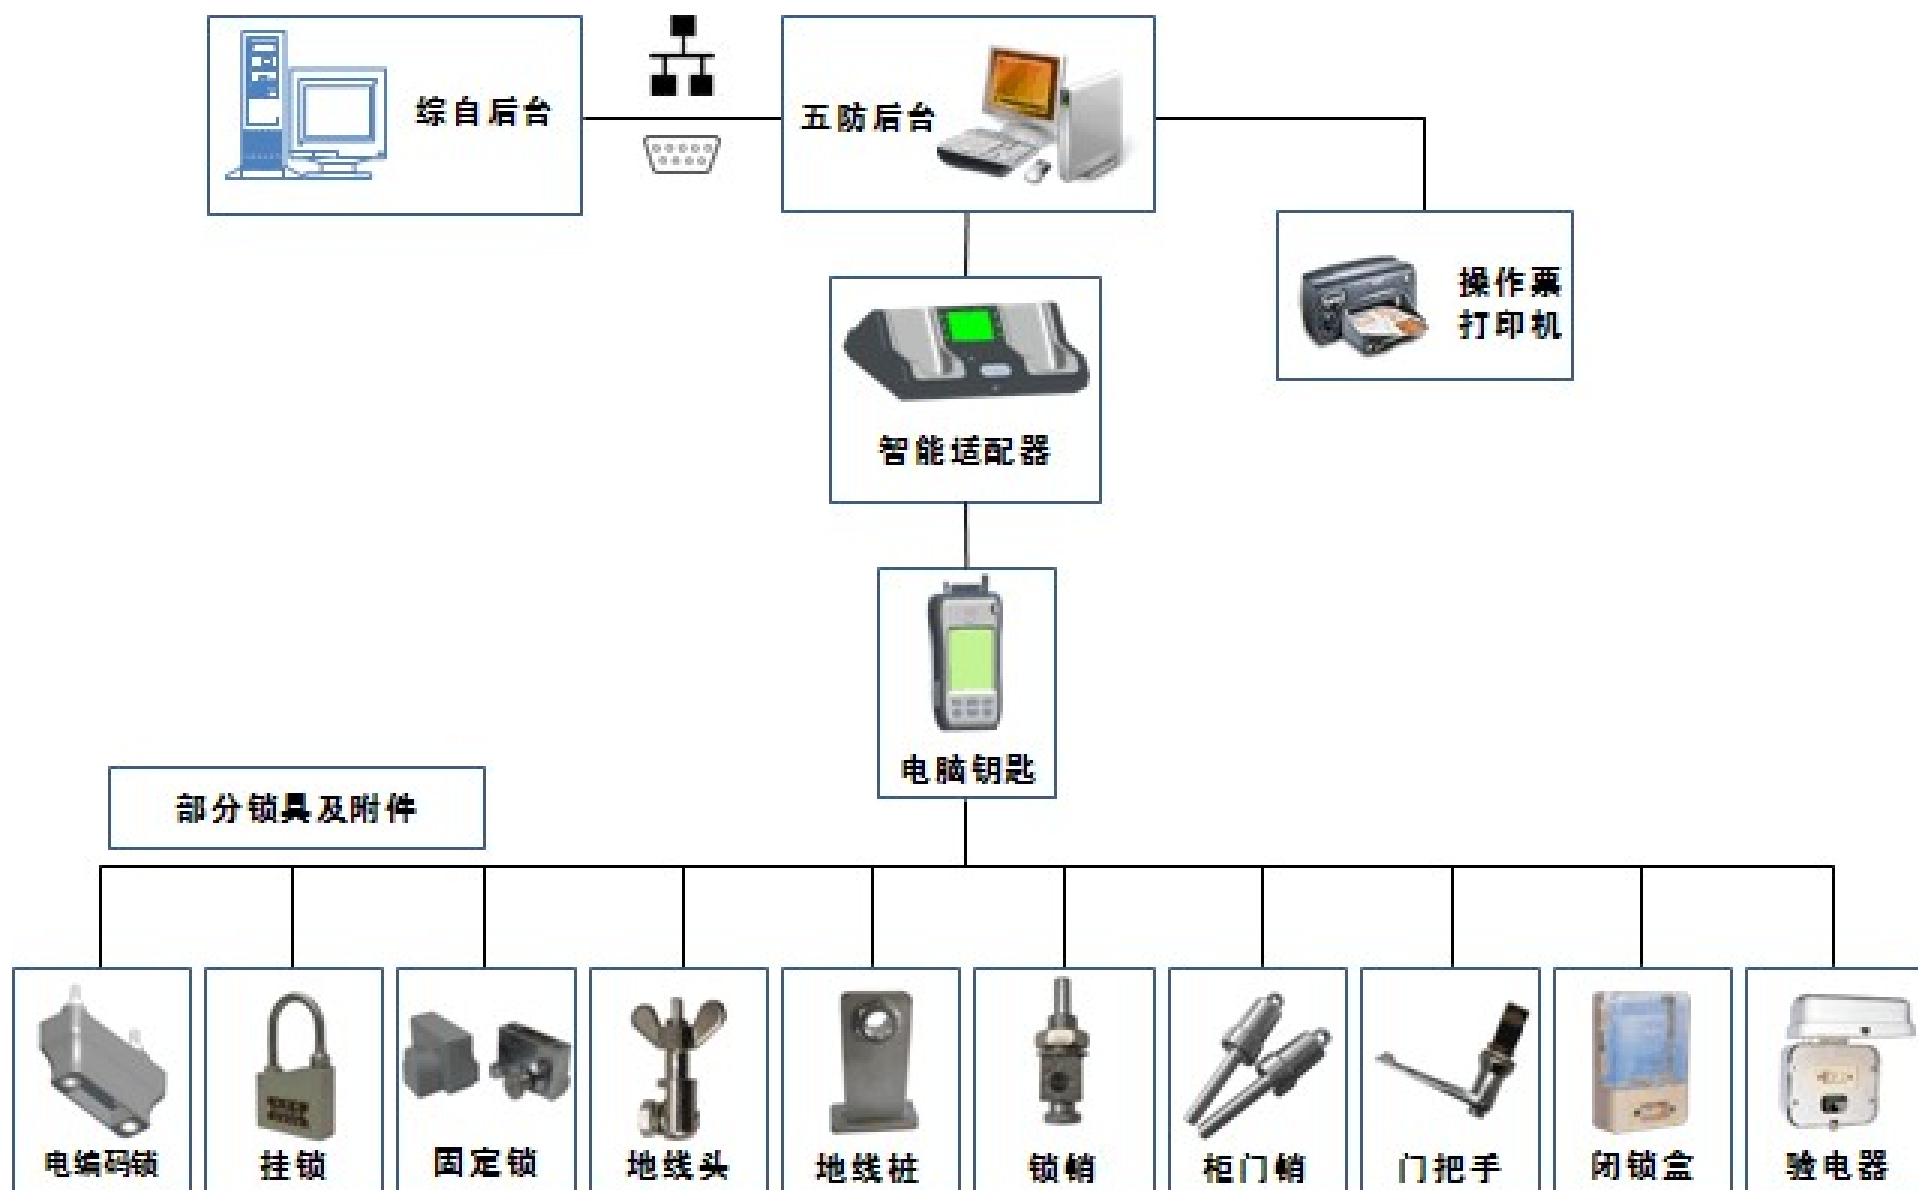 综自后台
五防后台
操作票
打印机
智能适配器
电脑钥匙
部分锁具及附件
电编码锁
挂锁
固定锁
地线头
地线桩
锁销
柜门销
门把手
闭锁盒
验电器